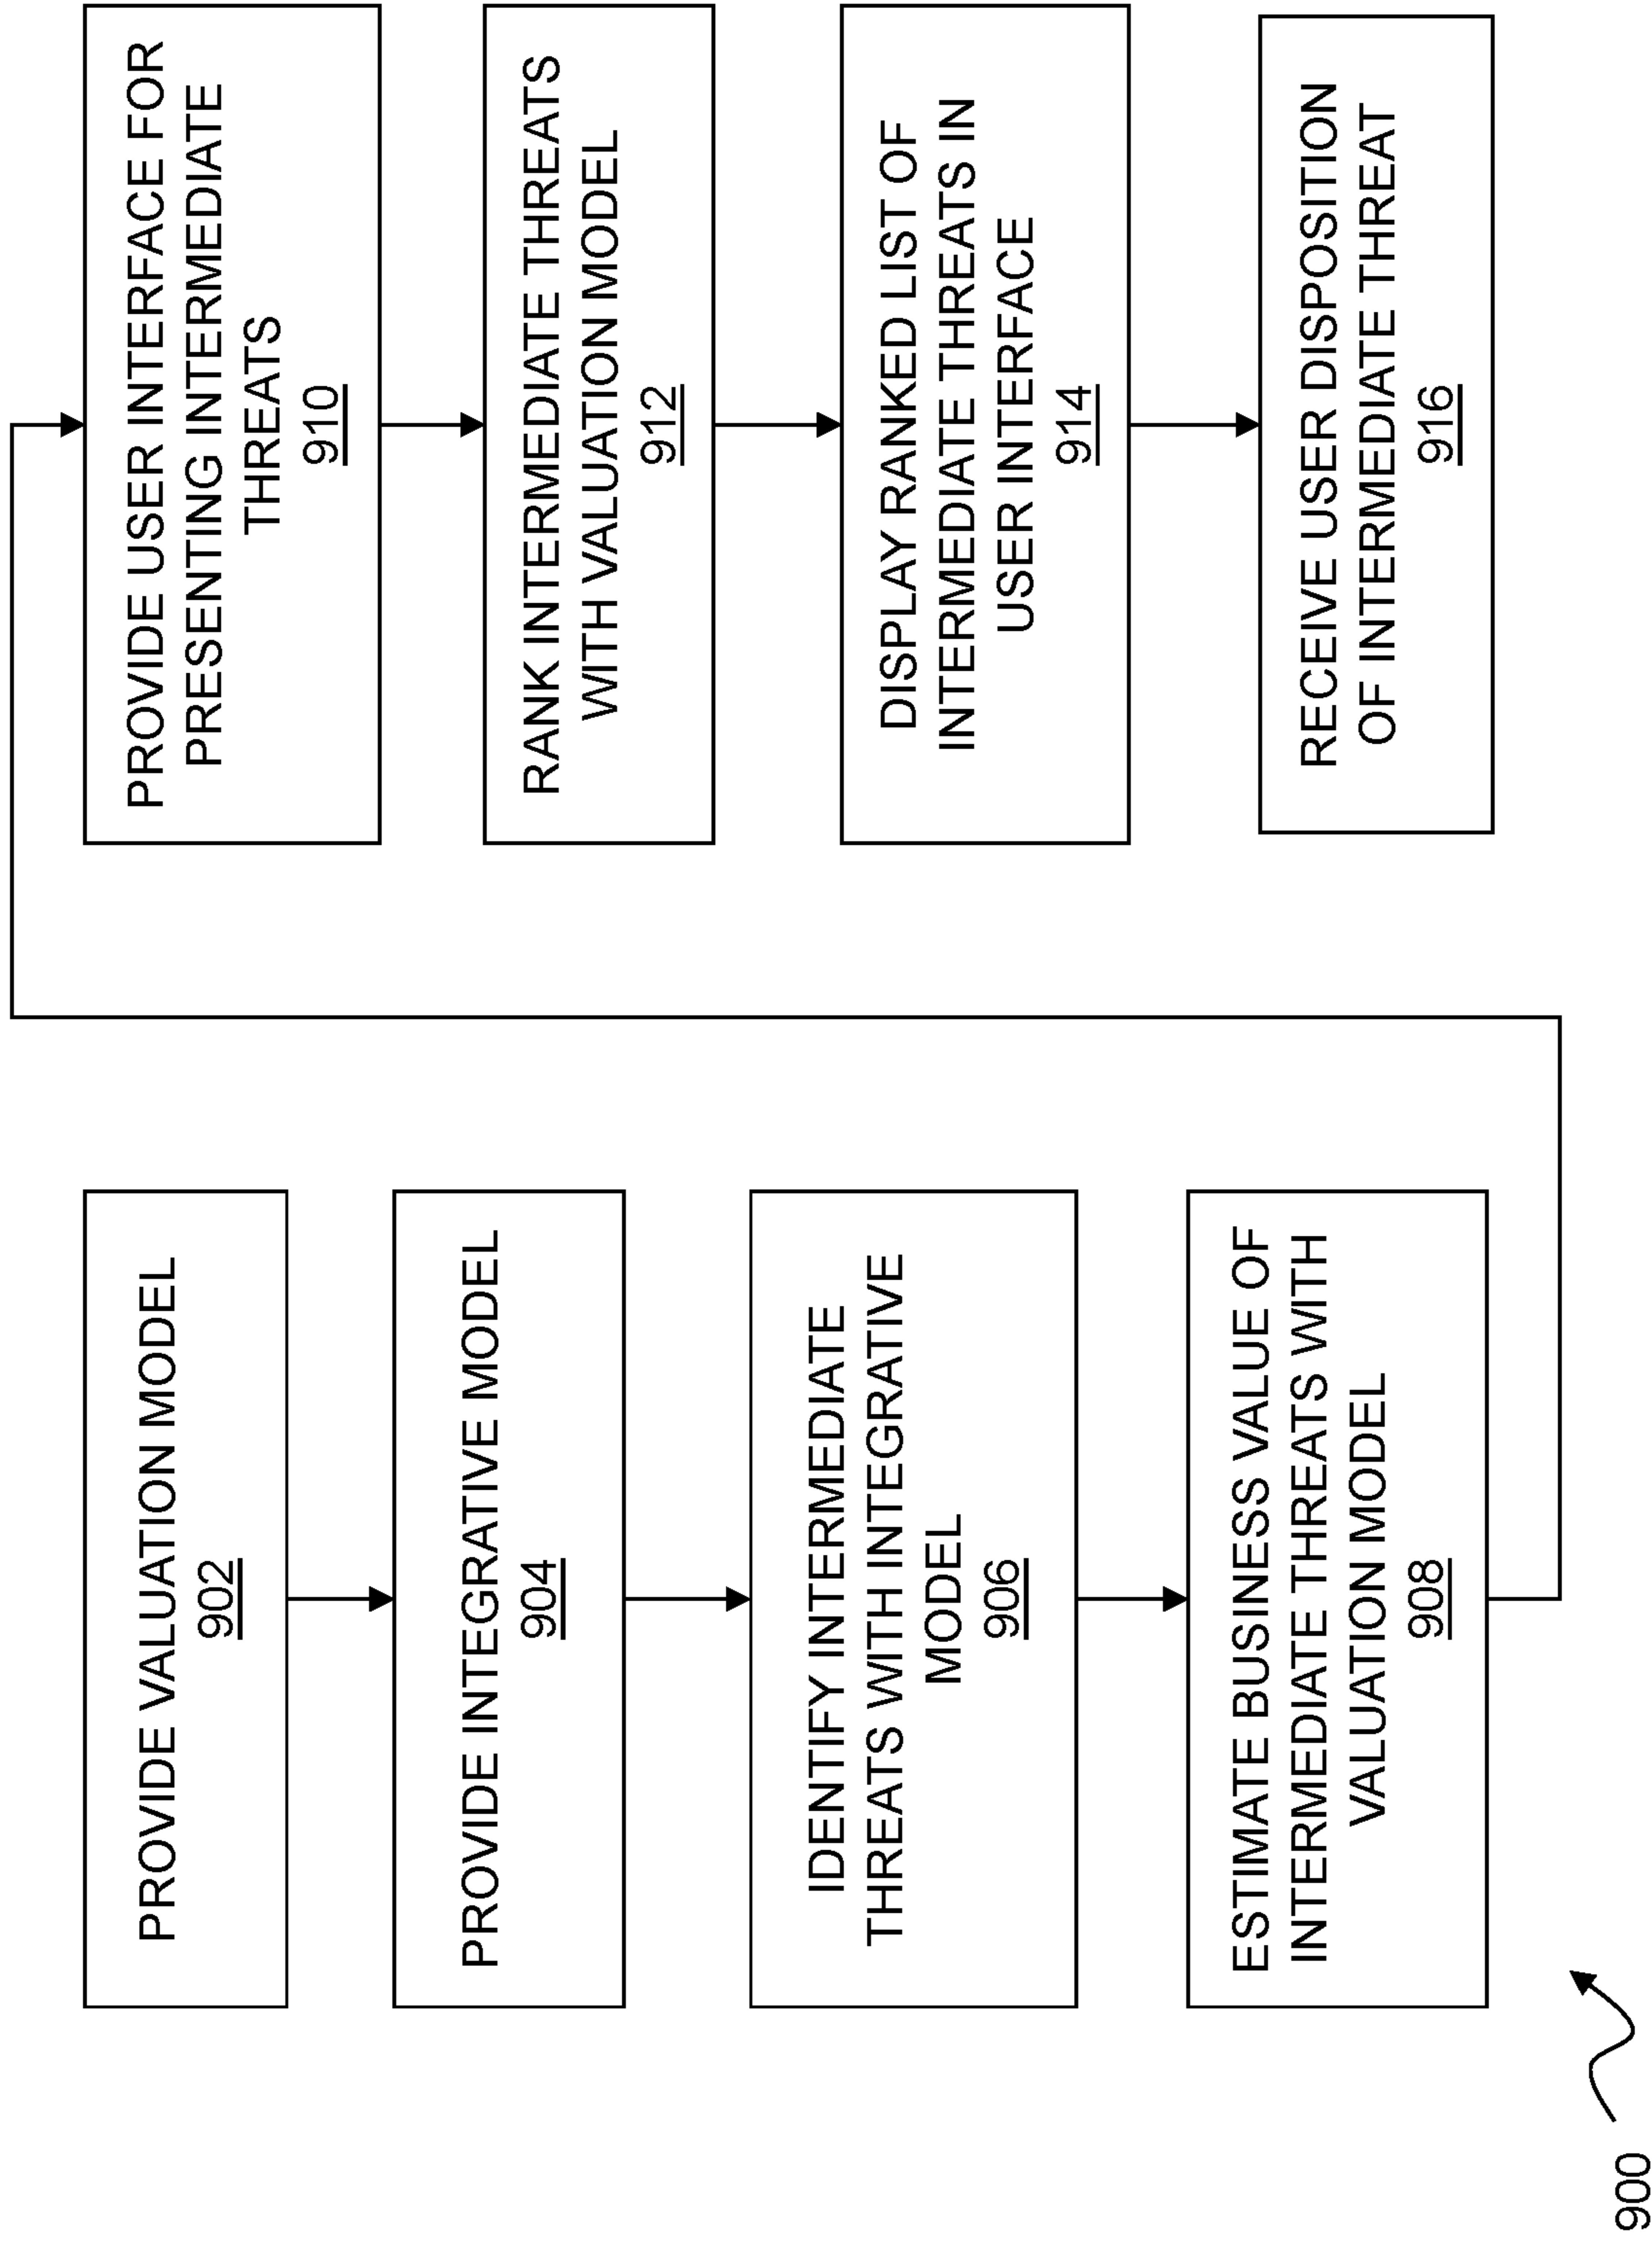 PROVIDE VALUATION MODEL
902
PROVIDE INTEGRATIVE MODEL
904
IDENTIFY INTERMEDIATE
THREATS WITH INTEGRATIVE
MODEL
906
ESTIMATE BUSINESS VALUE OF
INTERMEDIATE THREATS WITH
VALUATION MODEL
908
PROVIDE USER INTERFACE FOR
PRESENTING INTERMEDIATE
THREATS
910
RANK INTERMEDIATE THREATS
WITH VALUATION MODEL
912
DISPLAY RANKED LIST OF
INTERMEDIATE THREATS IN
USER INTERFACE
914
RECEIVE USER DISPOSITION
OF INTERMEDIATE THREAT
916
900